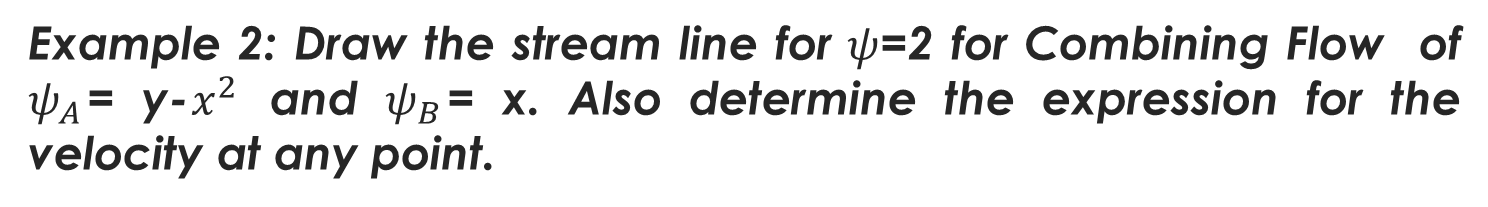 Example 2: Draw the stream line for ψ=2 for Combining Flow of
ψ_A= y-x² and ψ_B= x. Also determine the expression for the
velocity at any point.